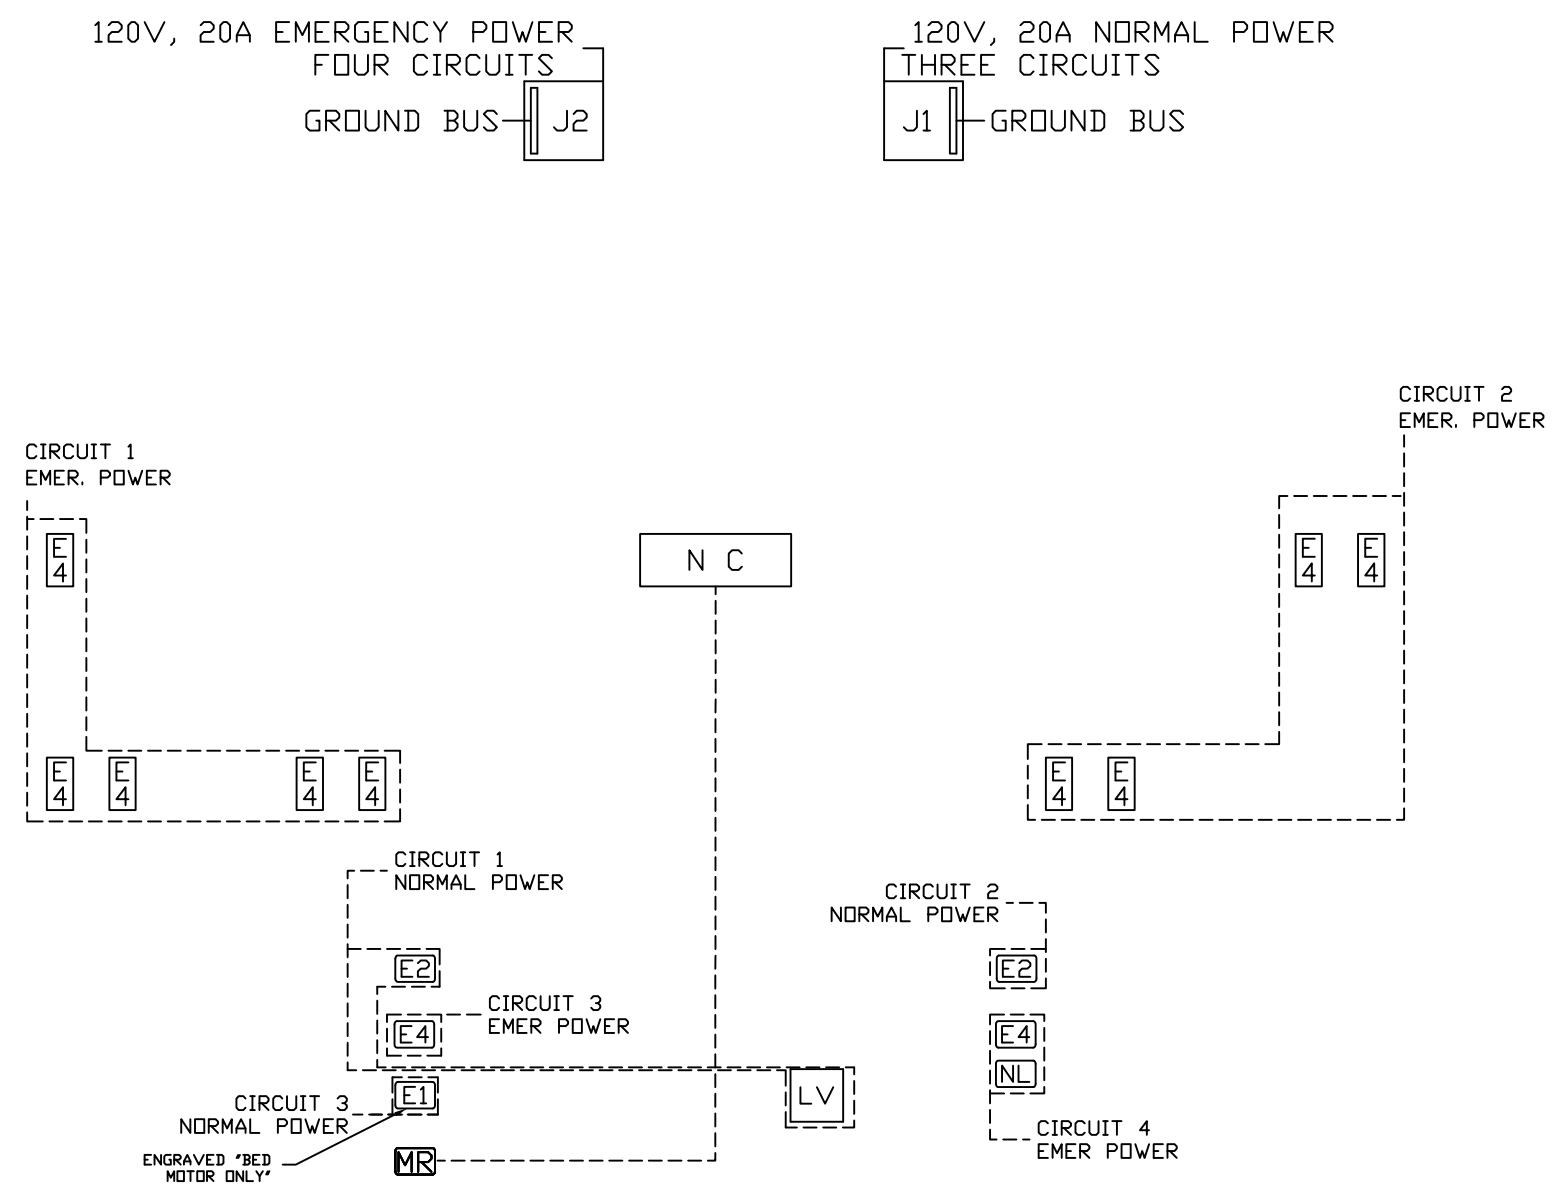 120V, 20A EMERGENCY POWER
FOUR CIRCUITS
GROUND BUS
J2
120V, 20A NORMAL POWER
THREE CIRCUITS
J1
GROUND BUS
CIRCUIT 2
EMER. POWER
CIRCUIT 1
EMER. POWER
E
4
N C
E
4
E
4
E
4
E
4
E
4
E
4
E
4
E
4
CIRCUIT 1
NORMAL POWER
CIRCUIT 2
NORMAL POWER
E2
E2
CIRCUIT 3
EMER POWER
E4
E4
NL
E1
LV
CIRCUIT 3
NORMAL POWER
CIRCUIT 4
EMER POWER
ENGRAVED "BED
MOTOR ONLY"
MR